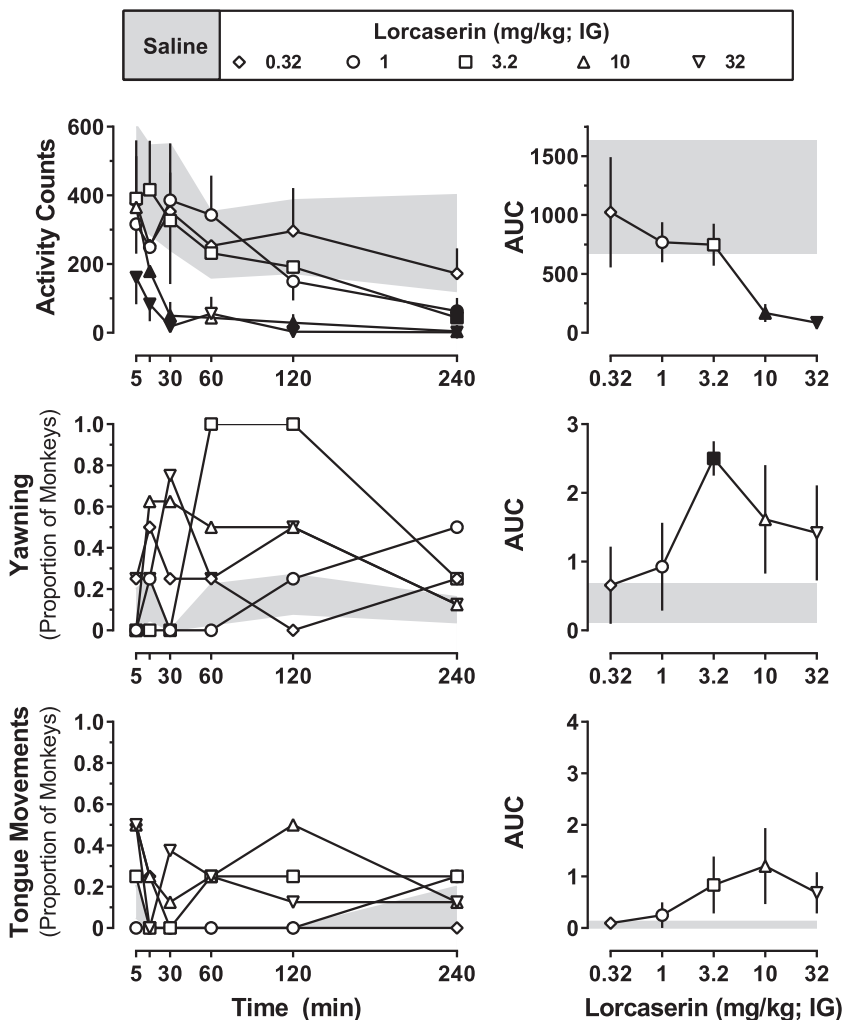 Saline
Lorcaserin (mg/kg; IG)
0.32 1 3.2 10 32
Activity Counts
600
400
200
0
5 30 60 120 240
AUC
1500
1000
500
0
0.32 1 3.2 10 32
Yawning
(Proportion of Monkeys)
1.0
0.8
0.6
0.4
0.2
0
5 30 60 120 240
AUC
3
2
1
0
0.32 1 3.2 10 32
Tongue Movements
(Proportion of Monkeys)
1.0
0.8
0.6
0.4
0.2
0
5 30 60 120 240
Time (min)
AUC
4
3
2
1
0
0.32 1 3.2 10 32
Lorcaserin (mg/kg; IG)